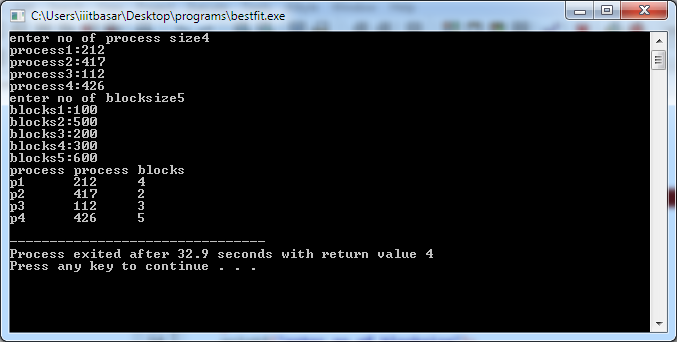 C:\Users\iiitbasar\Desktop\programs\bestfit.exe
enter no of process size4
process1:212
process2:417
process3:112
process4:426
enter no of blocksize5
blocks1:100
blocks2:500
blocks3:200
blocks4:300
blocks5:600
process process blocks
p1 212 4
p2 417 2
p3 112 3
p4 426 5
--------------------------------
Process exited after 32.9 seconds with return value 4
Press any key to continue . . .